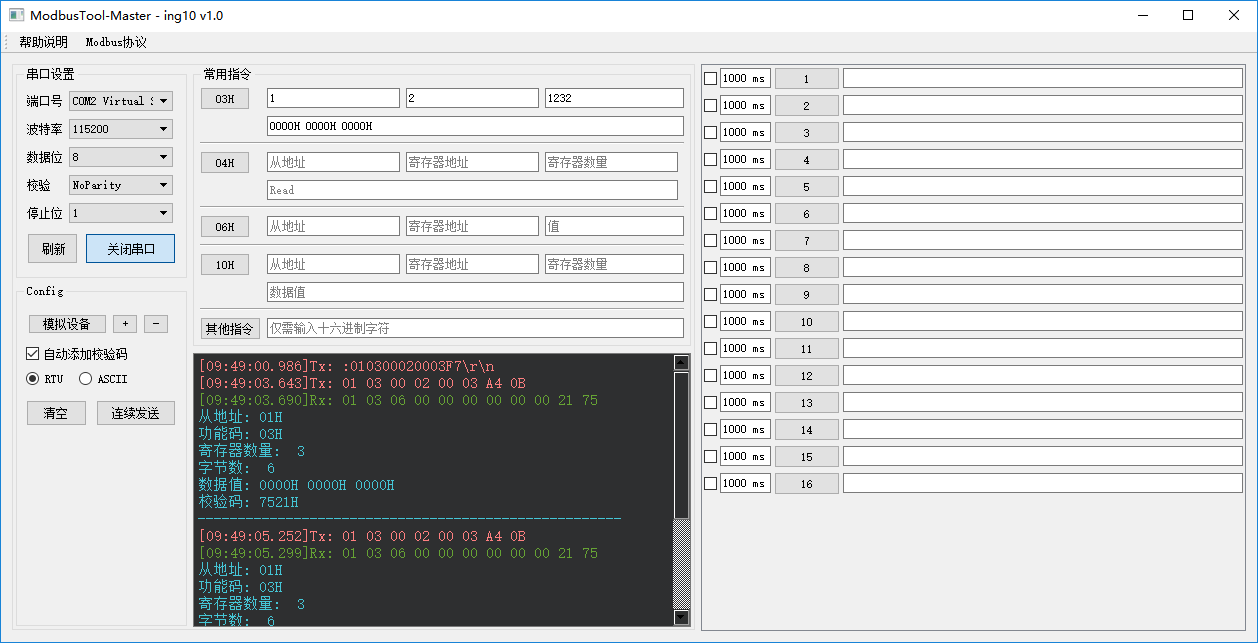 ModbusTool-Master - ing10 v1.0
帮助说明 Modbus协议
串口设置
端口号 COM2 Virtual S
波特率 115200
数据位 8
校验 NoParity
停止位 1
刷新 关闭串口
Config
模拟设备 + -
自动添加校验码
RTU ASCII
清空 连续发送
常用指令
03H 1 2 1232
0000H 0000H 0000H
04H 从地址 寄存器地址 寄存器数量
Read
06H 从地址 寄存器地址 值
10H 从地址 寄存器地址 寄存器数量
数据值
其他指令 仅需输入十六进制字符
[09:49:00.986]Tx: :010300020003F7\r\n
[09:49:03.643]Tx: 01 03 00 02 00 03 A4 0B
[09:49:03.690]Rx: 01 03 06 00 00 00 00 00 00 21 75
从地址: 01H
功能码: 03H
寄存器数量: 3
字节数: 6
数据值: 0000H 0000H 0000H
校验码: 7521H
[09:49:05.252]Tx: 01 03 00 02 00 03 A4 0B
[09:49:05.299]Rx: 01 03 06 00 00 00 00 00 00 21 75
从地址: 01H
功能码: 03H
寄存器数量: 3
字节数: 6
1000 ms 1
1000 ms 2
1000 ms 3
1000 ms 4
1000 ms 5
1000 ms 6
1000 ms 7
1000 ms 8
1000 ms 9
1000 ms 10
1000 ms 11
1000 ms 12
1000 ms 13
1000 ms 14
1000 ms 15
1000 ms 16